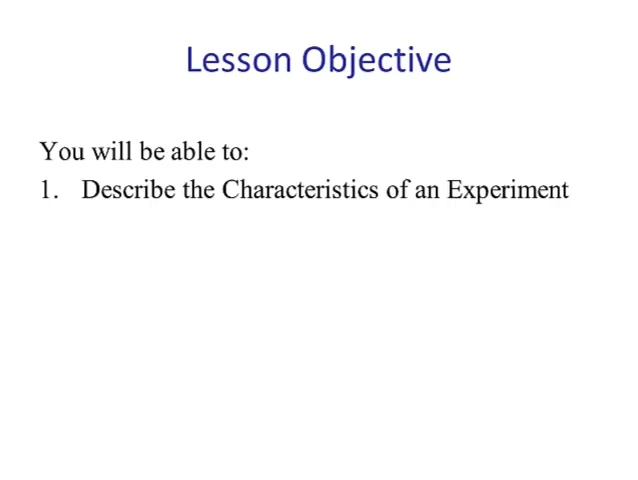 Lesson Objective
You will be able to:
1. Describe the Characteristics of an Experiment